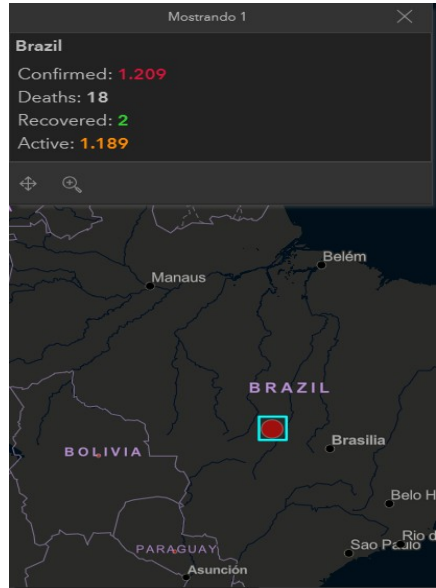 Mostrando 1
Brazil
Confirmed: 1.209
Deaths: 18
Recovered: 2
Active: 1.189
Belém
Manaus
BRAZIL
Brasilia
BOLIVIA
Belo H
Rio d
Sao Paulo
PARAGUAY
Asunción